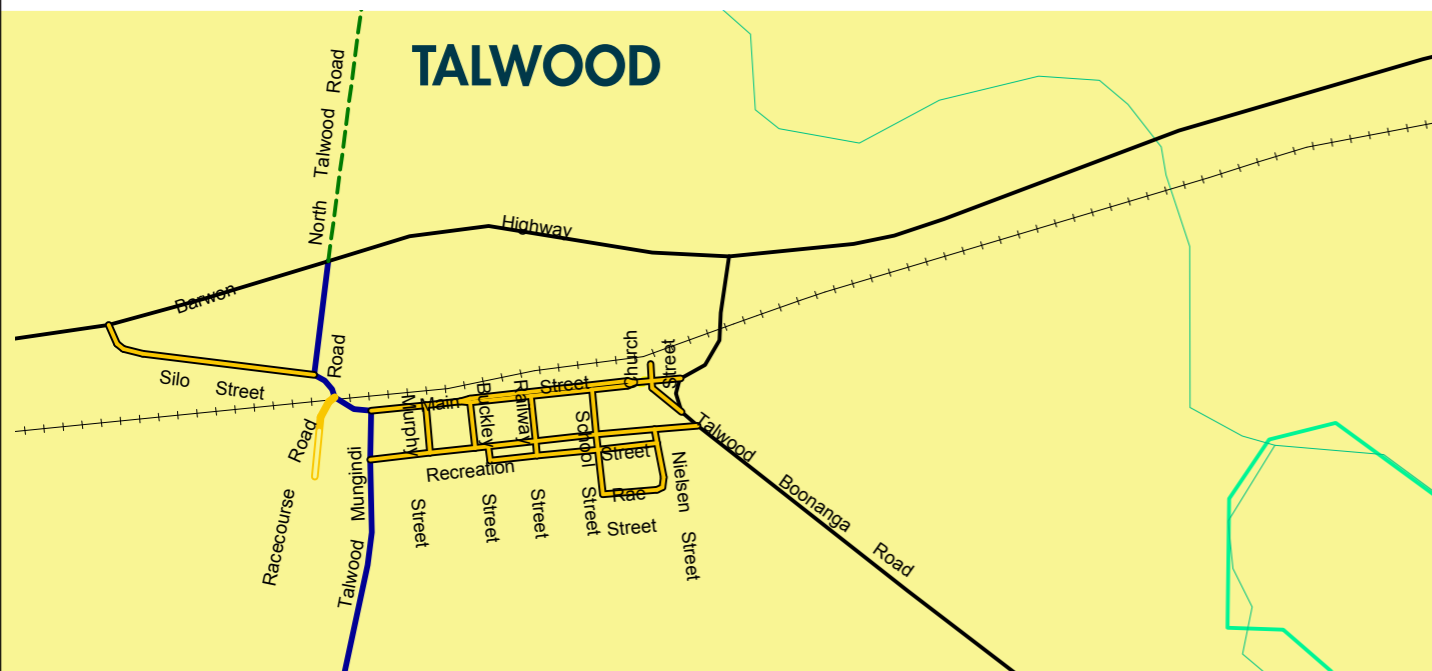 TALWOOD
North Talwood Road
Barwon Highway
Silo Street
Racecourse Road
Talwood Mungindi Road
Main Street
Church Street
Murphy Street
Buckley Street
Railway Street
School Street
Recreation Street
Rae Street
Nielsen Street
Talwood Boonanga Road